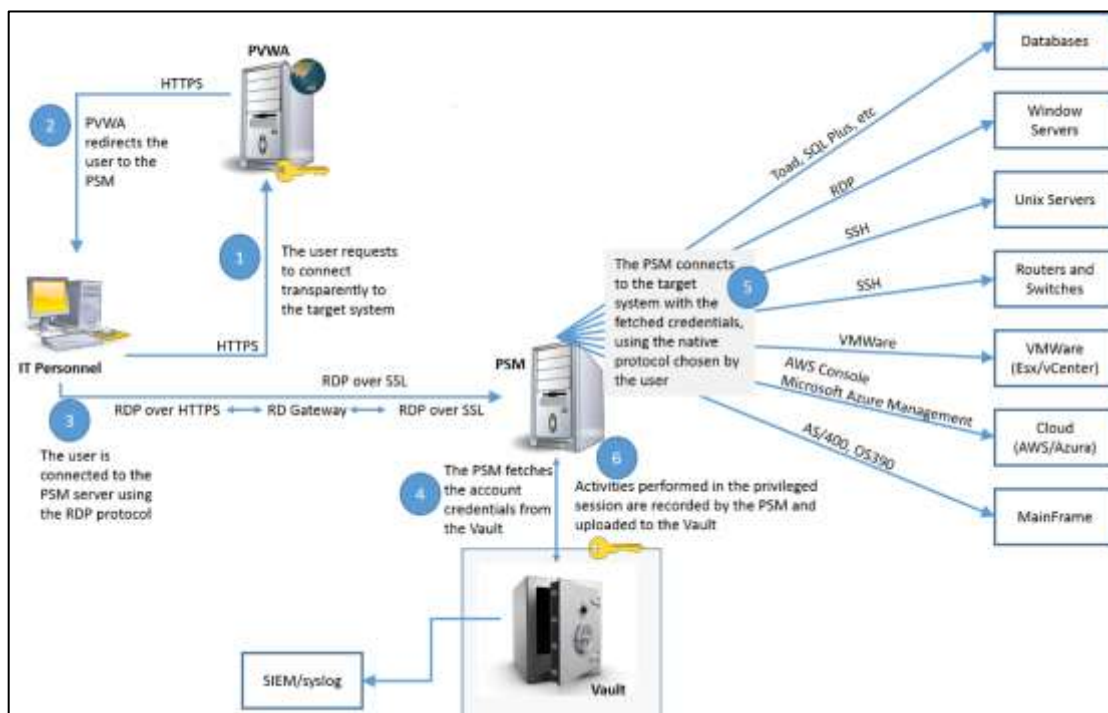 PVWA
HTTPS
2
PVWA
redirects the
user to the
PSM
1
The user requests
to connect
transparently to
the target system
HTTPS
IT Personnel
RDP over SSL
RDP over HTTPS
RD Gateway
RDP over SSL
3
The user is
connected to the
PSM server using
the RDP protocol
PSM
4
The PSM fetches
the account
credentials from
the Vault
5
The PSM connects
to the target
system with the
fetched credentials,
using the native
protocol chosen by
the user
6
Activities performed in the privileged
session are recorded by the PSM and
uploaded to the Vault
Vault
SIEM/syslog
Toad, SQL Plus, etc
RDP
SSH
SSH
VMWare
AWS Console
Microsoft Azure Management
AS/400, OS390
Databases
Window
Servers
Unix Servers
Routers and
Switches
VMWare
(Esx/vCenter)
Cloud
(AWS/Azura)
MainFrame